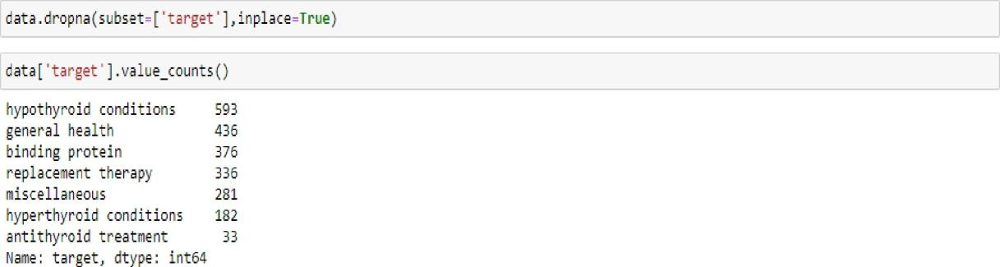 data.dropna(subset=['target'],inplace=True)
data['target'].value_counts()
hypothyroid conditions 593
general health 436
binding protein 376
replacement therapy 336
miscellaneous 281
hyperthyroid conditions 182
antithyroid treatment 33
Name: target, dtype: int64